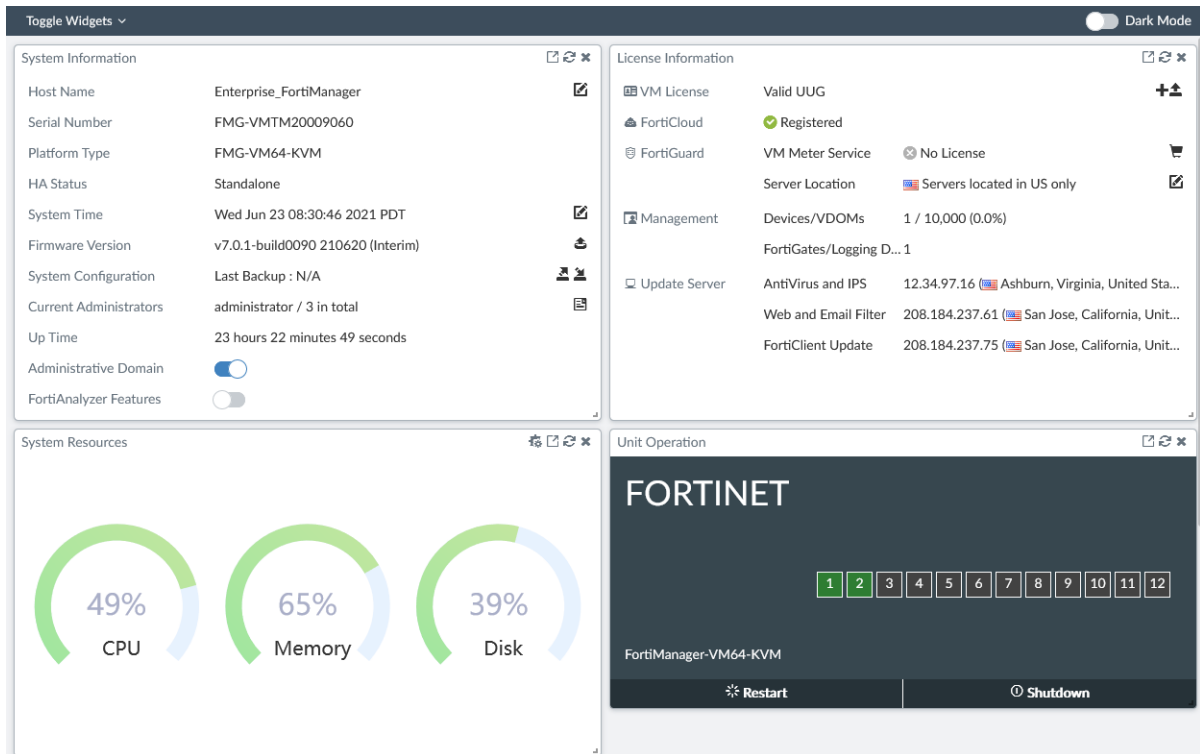 Toggle Widgets
Dark Mode
System Information
Host Name Enterprise_FortiManager
Serial Number FMG-VMTM20009060
Platform Type FMG-VM64-KVM
HA Status Standalone
System Time Wed Jun 23 08:30:46 2021 PDT
Firmware Version v7.0.1-build0090 210620 (Interim)
System Configuration Last Backup : N/A
Current Administrators administrator / 3 in total
Up Time 23 hours 22 minutes 49 seconds
Administrative Domain
FortiAnalyzer Features
License Information
VM License Valid UUG
FortiCloud Registered
FortiGuard VM Meter Service No License
Server Location Servers located in US only
Management Devices/VDOMs 1 / 10,000 (0.0%)
FortiGates/Logging D... 1
Update Server AntiVirus and IPS 12.34.97.16 ( Ashburn, Virginia, United Sta...
Web and Email Filter 208.184.237.61 ( San Jose, California, Unit...
FortiClient Update 208.184.237.75 ( San Jose, California, Unit...
System Resources
49% 65% 39%
CPU Memory Disk
Unit Operation
FORTINET
1 2 3 4 5 6 7 8 9 10 11 12
FortiManager-VM64-KVM
Restart Shutdown